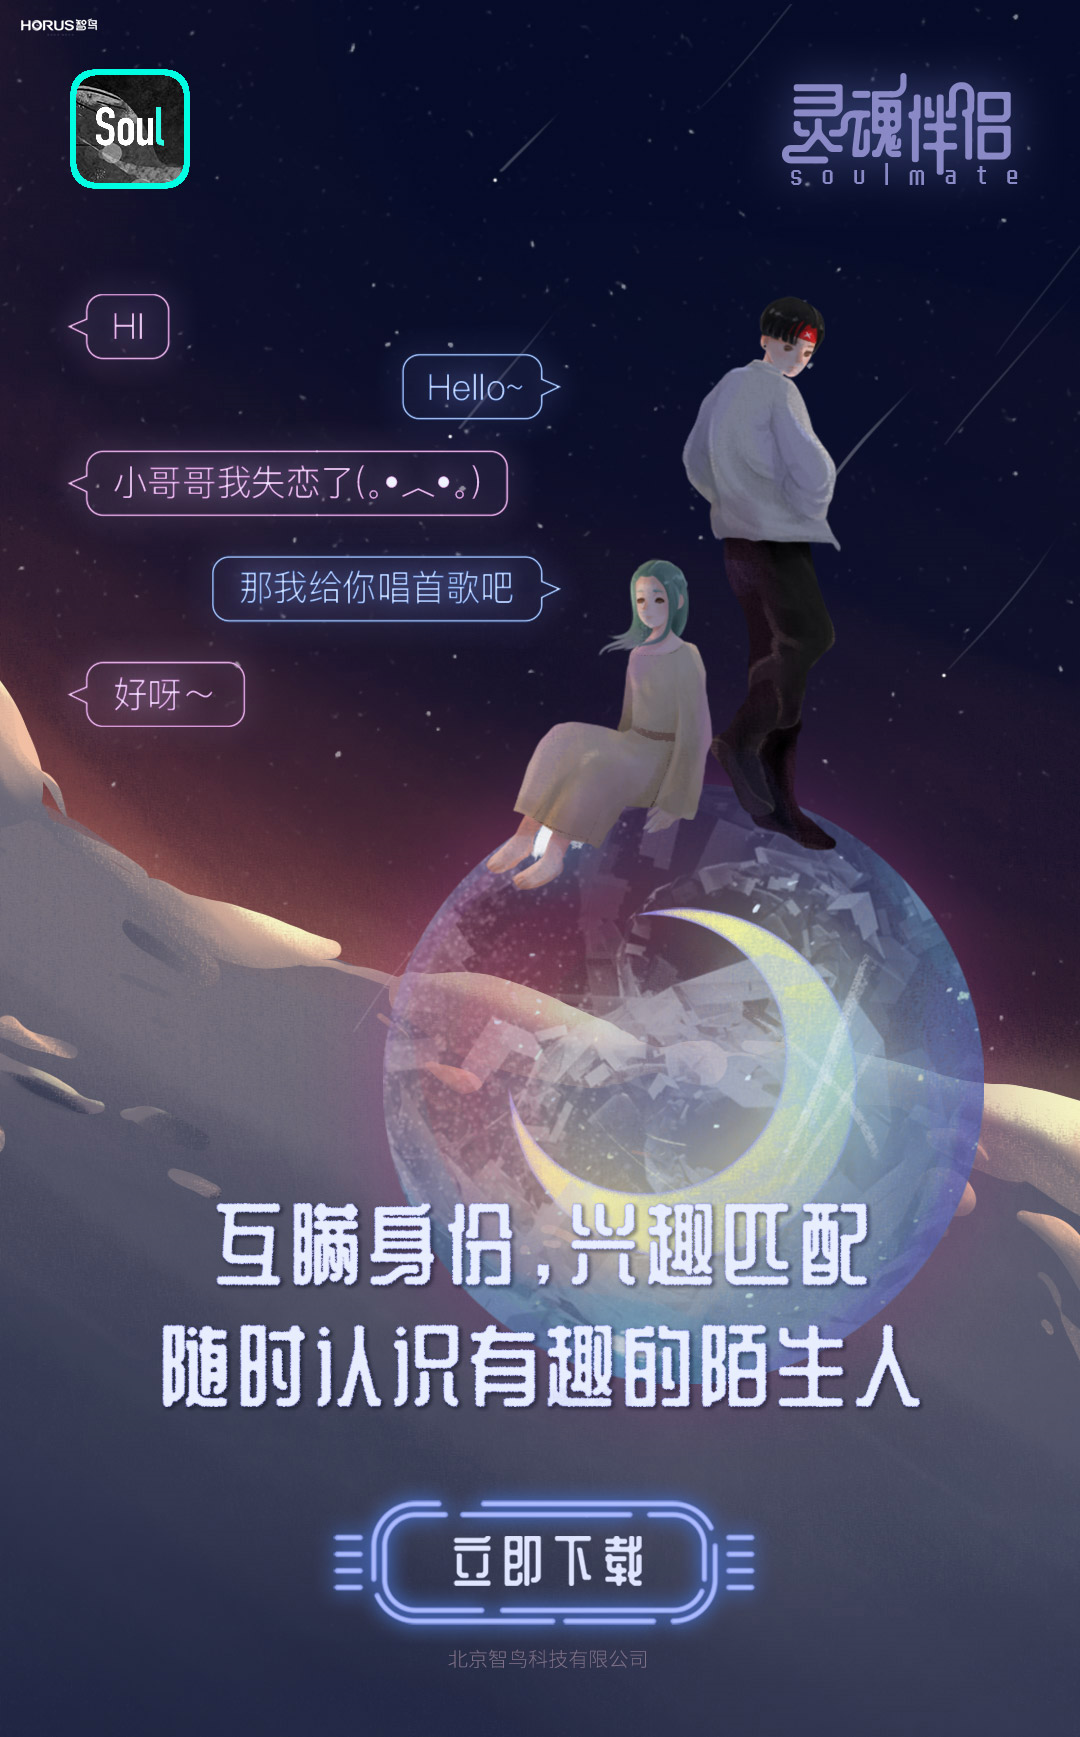 HORUS智鸟
Soul
灵魂伴侣
soulmate
HI
Hello~
小哥哥我失恋了(｡•︿•｡)
那我给你唱首歌吧
好呀～
互瞒身份，兴趣匹配
随时认识有趣的陌生人
立即下载
北京智鸟科技有限公司